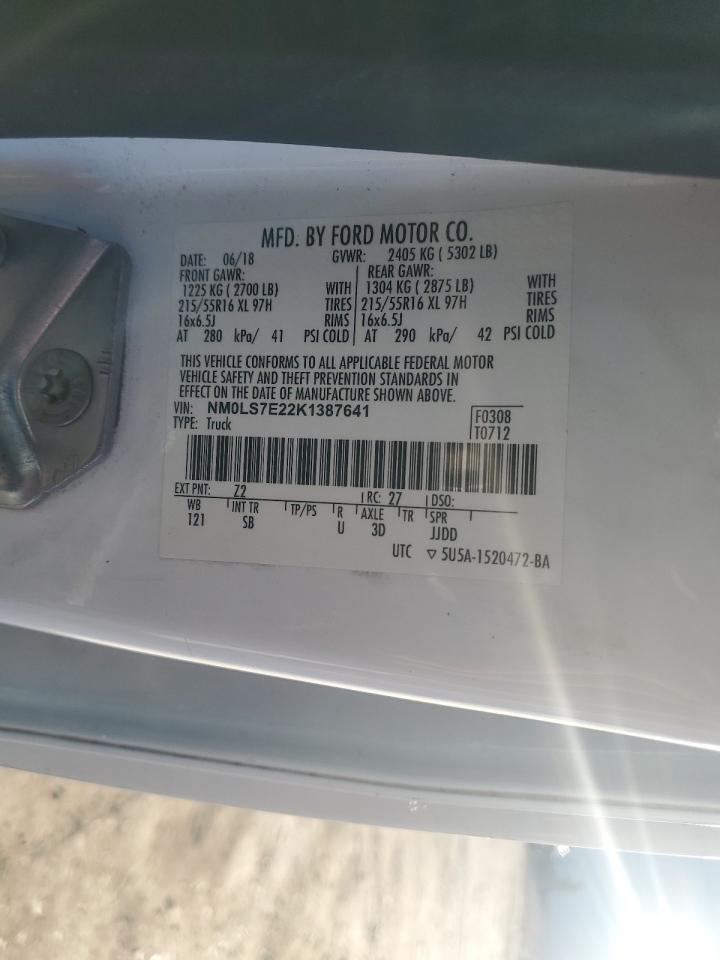 MFD. BY FORD MOTOR CO.
DATE: 06/18 GVWR: 2405 KG ( 5302 LB)
FRONT GAWR: REAR GAWR:
1225 KG ( 2700 LB) WITH 1304 KG ( 2875 LB) WITH
215/55R16 XL 97H TIRES 215/55R16 XL 97H TIRES
16x6.5J RIMS 16x6.5J RIMS
AT 280 kPa/ 41 PSI COLD AT 290 kPa/ 42 PSI COLD
THIS VEHICLE CONFORMS TO ALL APPLICABLE FEDERAL MOTOR
VEHICLE SAFETY AND THEFT PREVENTION STANDARDS IN
EFFECT ON THE DATE OF MANUFACTURE SHOWN ABOVE.
VIN: NM0LS7E22K1387641 F0308
TYPE: Truck T0712
EXT PNT: Z2 RC: 27 DSO:
WB INT TR TP/PS R AXLE TR SPR
121 SB U 3D JJDD
UTC ▽ 5U5A-1520472-BA